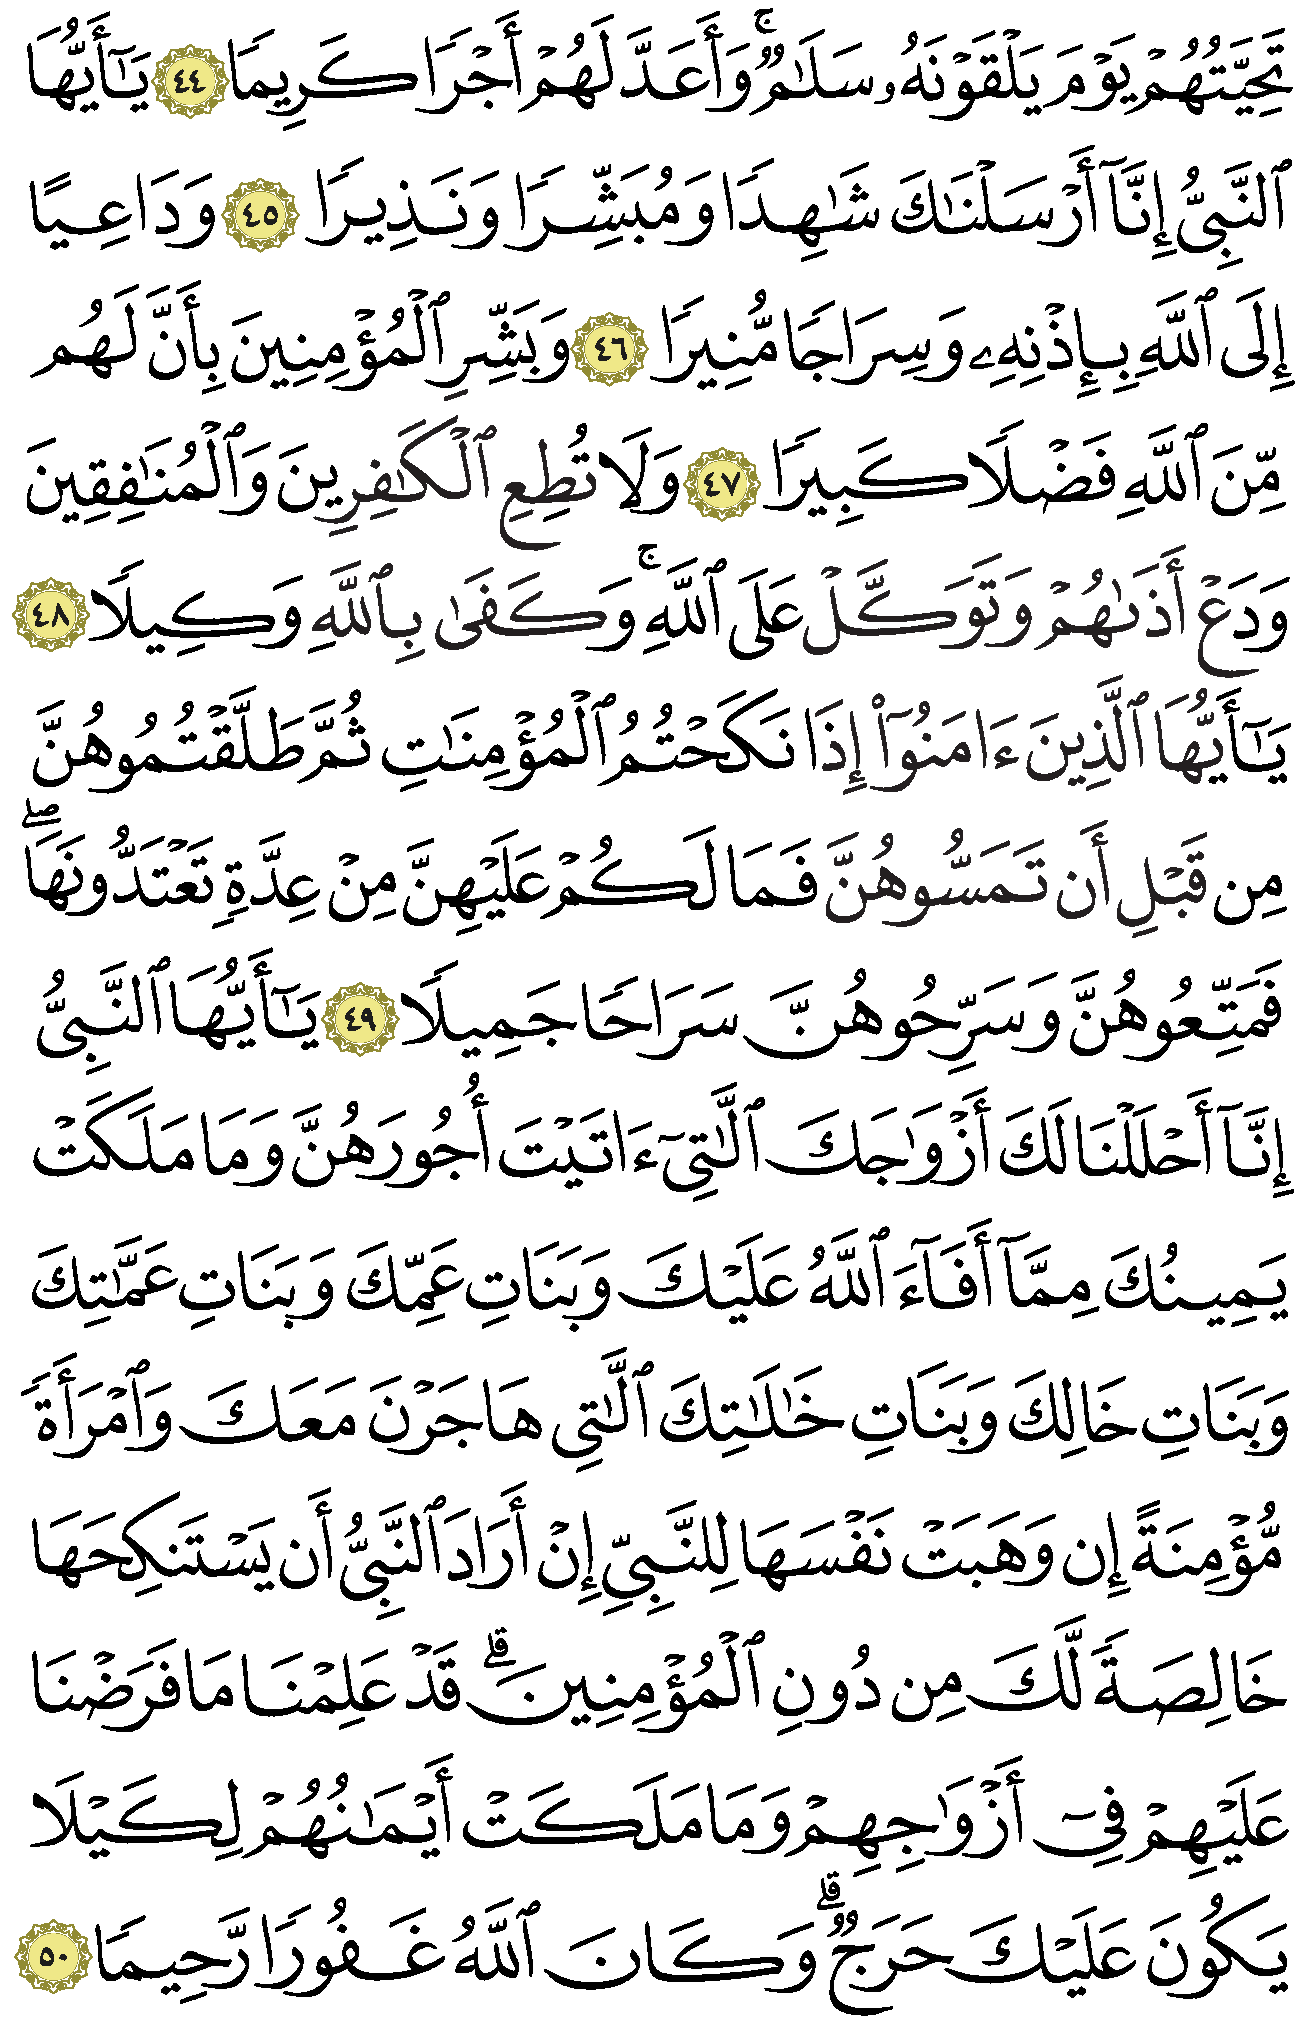 تَحِيَّتُهُمْ يَوْمَ يَلْقَوْنَهُۥ سَلَٰمٌۭ ۚ وَأَعَدَّ لَهُمْ أَجْرًۭا كَرِيمًۭا ٤٤ يَٰٓأَيُّهَا
ٱلنَّبِىُّ إِنَّآ أَرْسَلْنَٰكَ شَٰهِدًۭا وَمُبَشِّرًۭا وَنَذِيرًۭا ٤٥ وَدَاعِيًا
إِلَى ٱللَّهِ بِإِذْنِهِۦ وَسِرَاجًۭا مُّنِيرًۭا ٤٦ وَبَشِّرِ ٱلْمُؤْمِنِينَ بِأَنَّ لَهُم
مِّنَ ٱللَّهِ فَضْلًۭا كَبِيرًۭا ٤٧ وَلَا تُطِعِ ٱلْكَٰفِرِينَ وَٱلْمُنَٰفِقِينَ
وَدَعْ أَذَىٰهُمْ وَتَوَكَّلْ عَلَى ٱللَّهِ ۚ وَكَفَىٰ بِٱللَّهِ وَكِيلًۭا ٤٨
يَٰٓأَيُّهَا ٱلَّذِينَ ءَامَنُوٓا۟ إِذَا نَكَحْتُمُ ٱلْمُؤْمِنَٰتِ ثُمَّ طَلَّقْتُمُوهُنَّ
مِن قَبْلِ أَن تَمَسُّوهُنَّ فَمَا لَكُمْ عَلَيْهِنَّ مِنْ عِدَّةٍۢ تَعْتَدُّونَهَا ۖ
فَمَتِّعُوهُنَّ وَسَرِّحُوهُنَّ سَرَاحًۭا جَمِيلًۭا ٤٩ يَٰٓأَيُّهَا ٱلنَّبِىُّ
إِنَّآ أَحْلَلْنَا لَكَ أَزْوَٰجَكَ ٱلَّٰتِىٓ ءَاتَيْتَ أُجُورَهُنَّ وَمَا مَلَكَتْ
يَمِينُكَ مِمَّآ أَفَآءَ ٱللَّهُ عَلَيْكَ وَبَنَاتِ عَمِّكَ وَبَنَاتِ عَمَّٰتِكَ
وَبَنَاتِ خَالِكَ وَبَنَاتِ خَٰلَٰتِكَ ٱلَّٰتِى هَاجَرْنَ مَعَكَ وَٱمْرَأَةًۭ
مُّؤْمِنَةً إِن وَهَبَتْ نَفْسَهَا لِلنَّبِىِّ إِنْ أَرَادَ ٱلنَّبِىُّ أَن يَسْتَنكِحَهَا
خَالِصَةًۭ لَّكَ مِن دُونِ ٱلْمُؤْمِنِينَ ۗ قَدْ عَلِمْنَا مَا فَرَضْنَا
عَلَيْهِمْ فِىٓ أَزْوَٰجِهِمْ وَمَا مَلَكَتْ أَيْمَٰنُهُمْ لِكَيْلَا
يَكُونَ عَلَيْكَ حَرَجٌۭ ۗ وَكَانَ ٱللَّهُ غَفُورًۭا رَّحِيمًۭا ٥٠